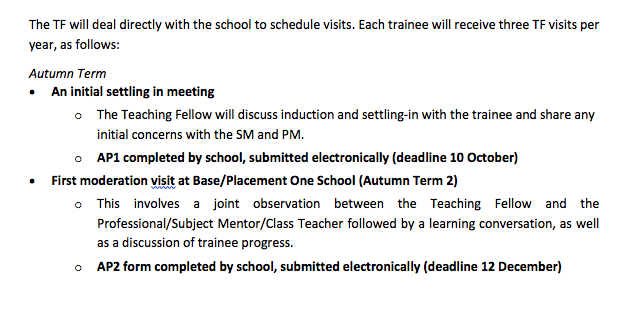 The TF will deal directly with the school to schedule visits. Each trainee will receive three TF visits per
year, as follows:
Autumn Term
• An initial settling in meeting
o The Teaching Fellow will discuss induction and settling-in with the trainee and share any
initial concerns with the SM and PM.
o AP1 completed by school, submitted electronically (deadline 10 October)
• First moderation visit at Base/Placement One School (Autumn Term 2)
o This involves a joint observation between the Teaching Fellow and the
Professional/Subject Mentor/Class Teacher followed by a learning conversation, as well
as a discussion of trainee progress.
o AP2 form completed by school, submitted electronically (deadline 12 December)